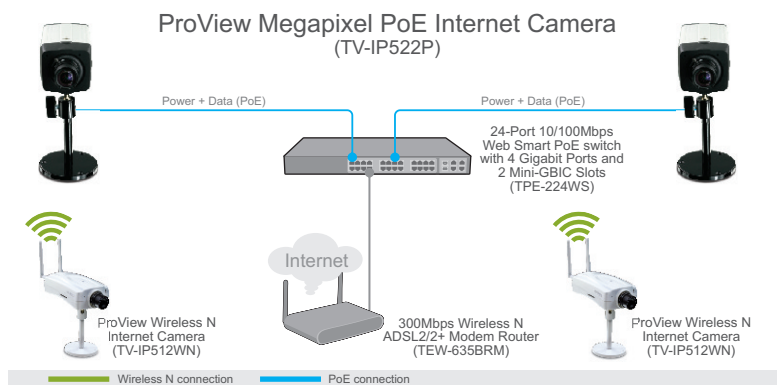 ProView Megapixel PoE Internet Camera
(TV-IP522P)
Power + Data (PoE)
Power + Data (PoE)
24-Port 10/100Mbps
Web Smart PoE switch
with 4 Gigabit Ports and
2 Mini-GBIC Slots
(TPE-224WS)
Internet
ProView Wireless N
Internet Camera
(TV-IP512WN)
300Mbps Wireless N
ADSL2/2+ Modem Router
(TEW-635BRM)
ProView Wireless N
Internet Camera
(TV-IP512WN)
Wireless N connection
PoE connection